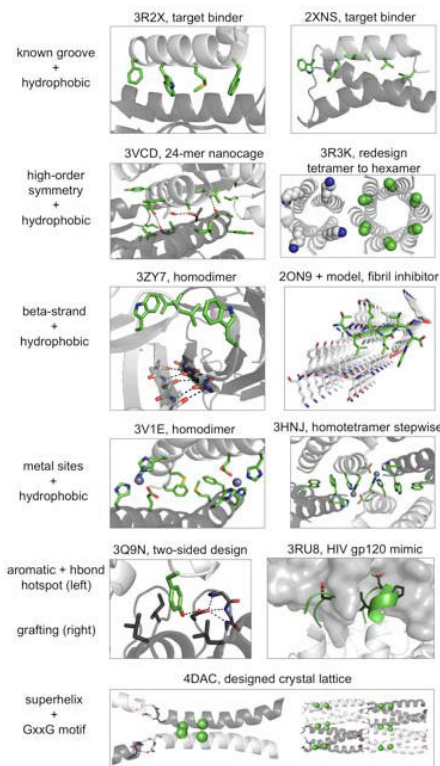 3R2X, target binder
2XNS, target binder
known groove
+
hydrophobic
3VCD, 24-mer nanocage
3R3K, redesign
tetramer to hexamer
high-order
symmetry
+
hydrophobic
3ZY7, homodimer
2ON9 + model, fibril inhibitor
beta-strand
+
hydrophobic
3V1E, homodimer
3HNJ, homotetramer stepwise
metal sites
+
hydrophobic
3Q9N, two-sided design
3RU8, HIV gp120 mimic
aromatic + hbond
hotspot (left)
grafting (right)
4DAC, designed crystal lattice
superhelix
+
GxxG motif